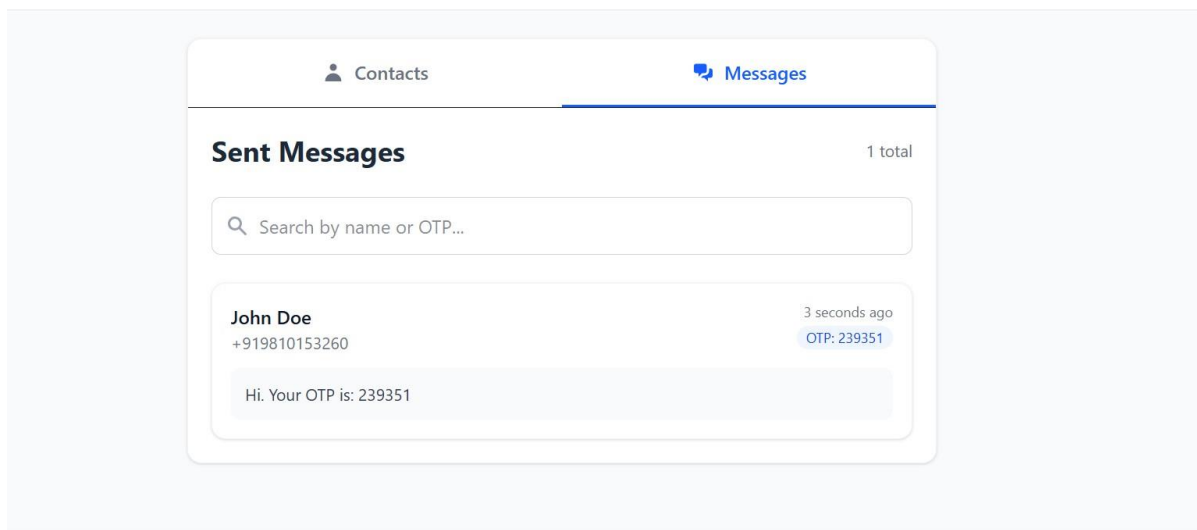 Contacts
Messages
Sent Messages
1 total
Search by name or OTP...
John Doe
3 seconds ago
+919810153260
OTP: 239351
Hi. Your OTP is: 239351